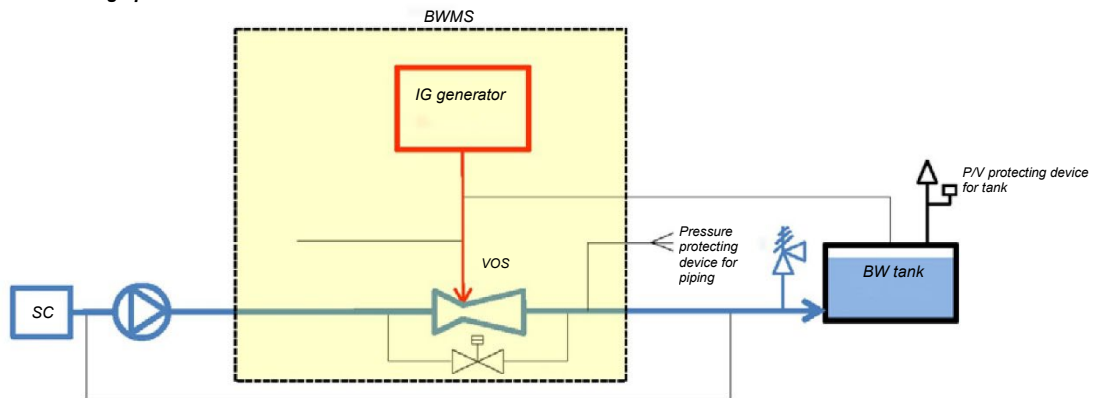 BWMS
IG generator
P/V protecting device
for tank
Pressure
protecting
device for
piping
VOS
BW tank
SC